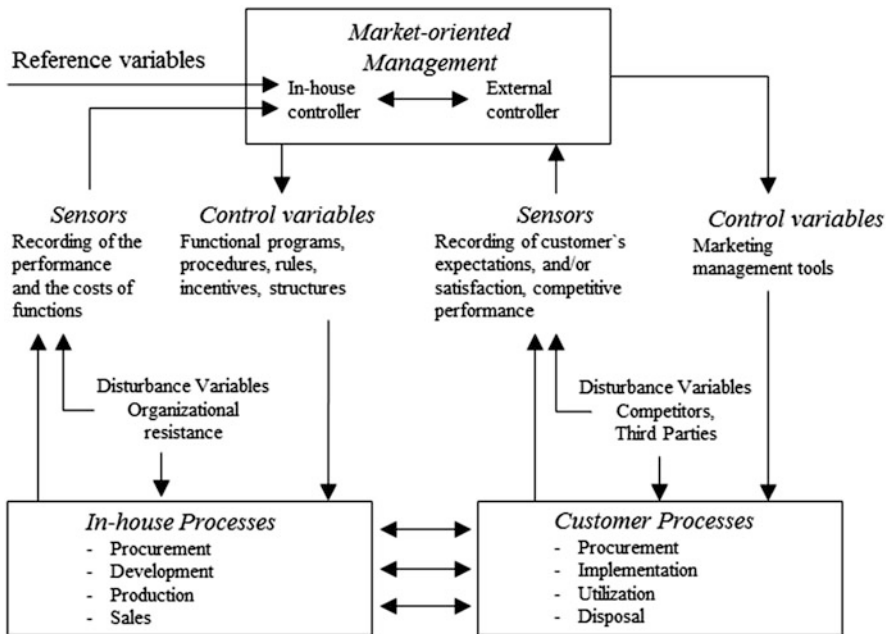 Market-oriented
Management
Reference variables
In-house
controller
External
controller
Sensors
Recording of the
performance
and the costs of
functions
Control variables
Functional programs,
procedures, rules,
incentives, structures
Sensors
Recording of customer`s
expectations, and/or
satisfaction, competitive
performance
Control variables
Marketing
management tools
Disturbance Variables
Organizational
resistance
Disturbance Variables
Competitors,
Third Parties
In-house Processes
- Procurement
- Development
- Production
- Sales
Customer Processes
- Procurement
- Implementation
- Utilization
- Disposal